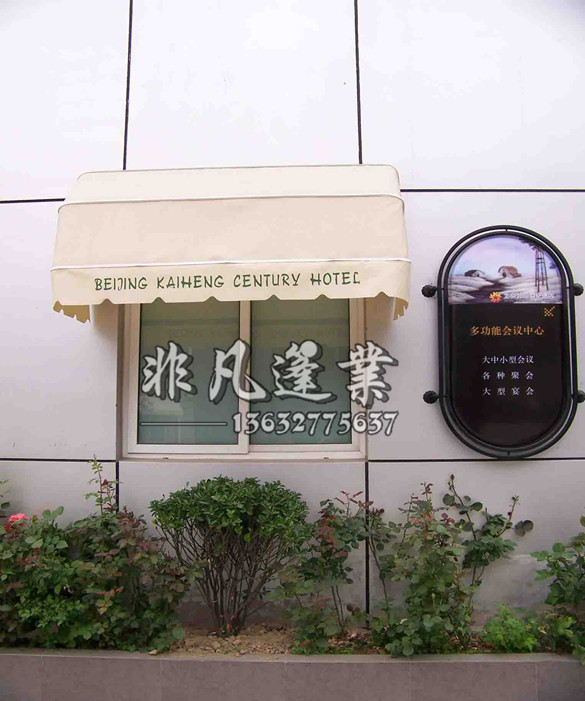 BEIJING KAIHENG CENTURY HOTEL
多功能会议中心
大中小型会议
各种聚会
大型宴会
非凡逢業
13632775637